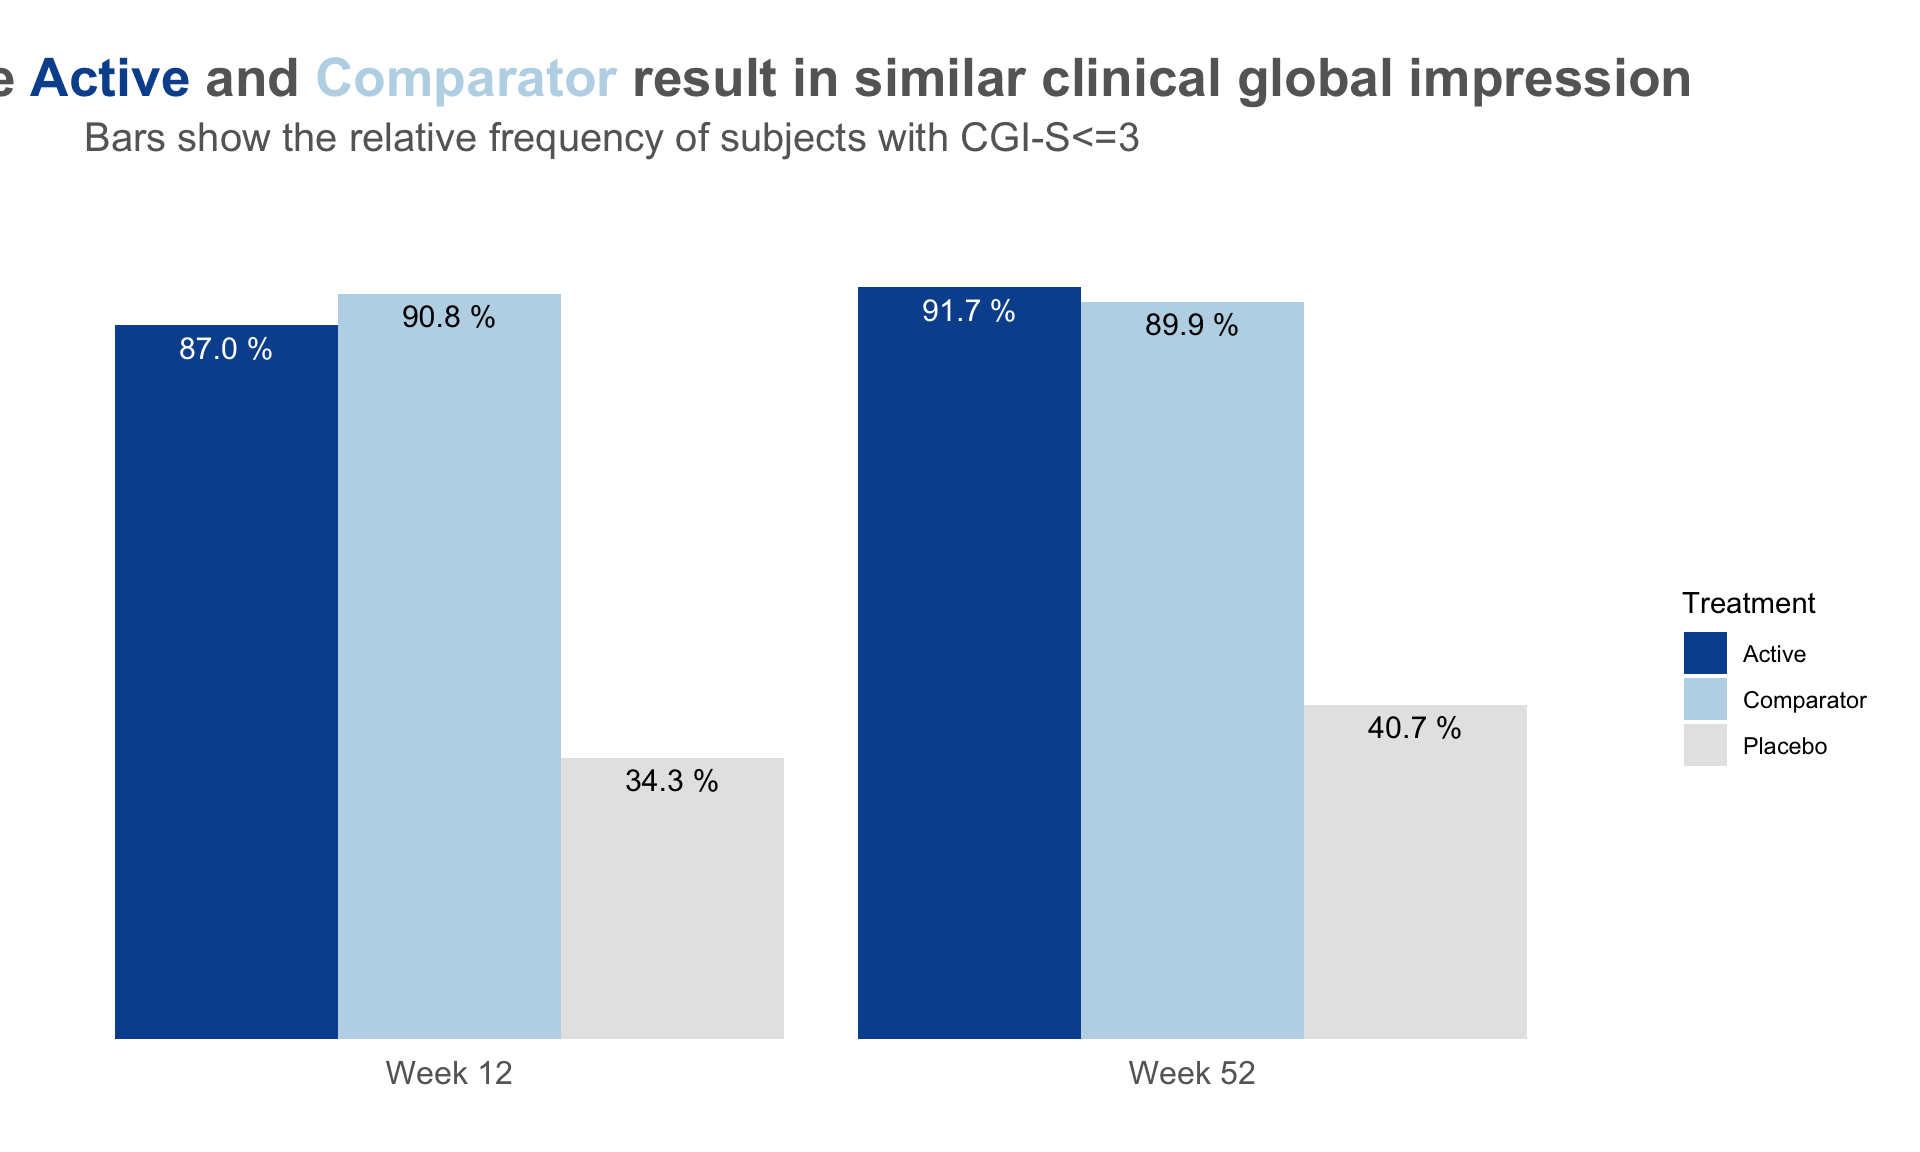 e Active and Comparator result in similar clinical global impression
Bars show the relative frequency of subjects with CGI-S<=3
87.0 %
90.8 %
34.3 %
91.7 %
89.9 %
40.7 %
Week 12
Week 52
Treatment
Active
Comparator
Placebo